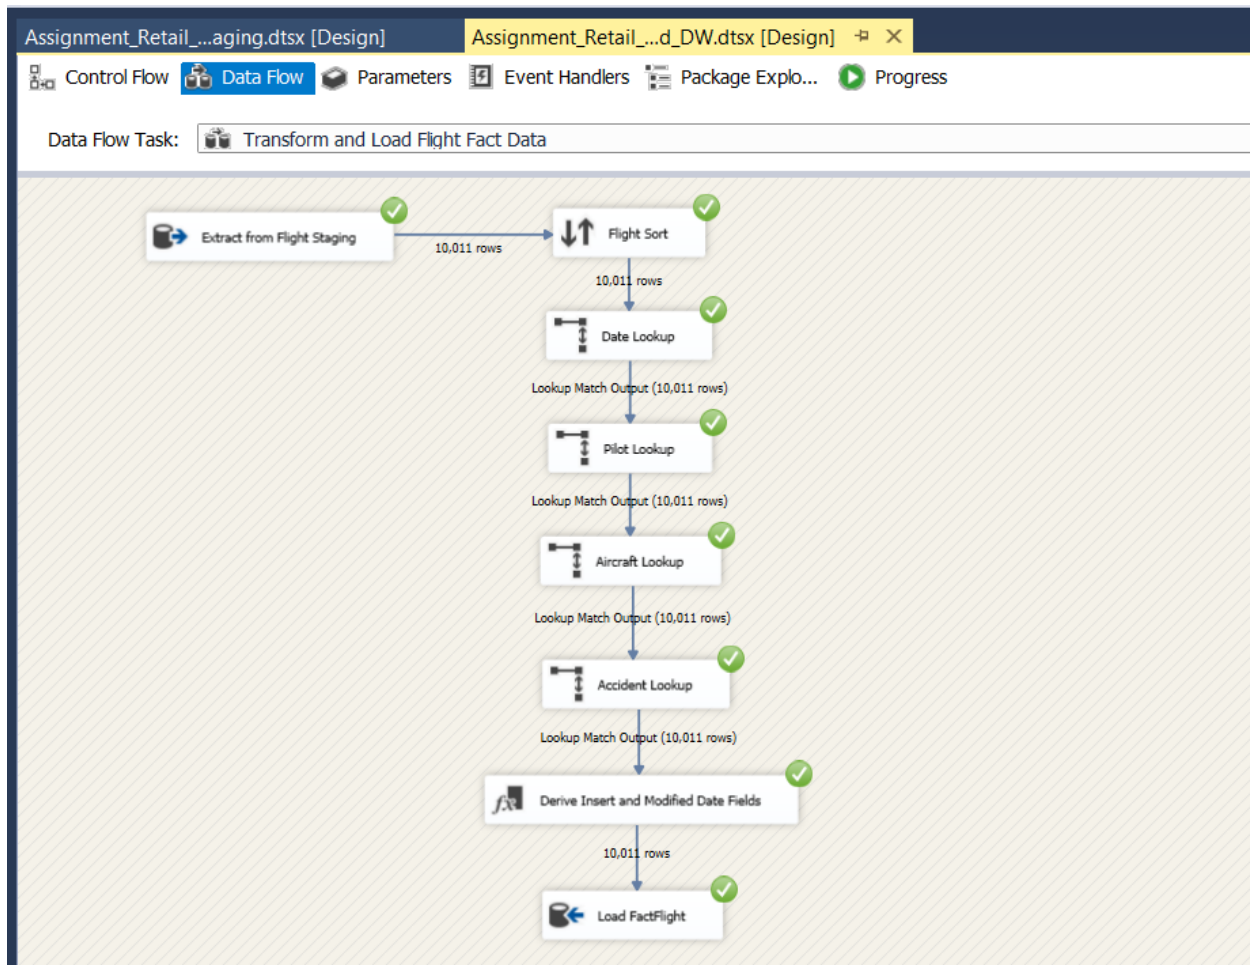 Assignment_Retail_...aging.dtsx [Design]
Assignment_Retail_...d_DW.dtsx [Design]
Control Flow
Data Flow
Parameters
Event Handlers
Package Explo...
Progress
Data Flow Task:
Transform and Load Flight Fact Data
Extract from Flight Staging
10,011 rows
Flight Sort
10,011 rows
Date Lookup
Lookup Match Output (10,011 rows)
Pilot Lookup
Lookup Match Output (10,011 rows)
Aircraft Lookup
Lookup Match Output (10,011 rows)
Accident Lookup
Lookup Match Output (10,011 rows)
fx
Derive Insert and Modified Date Fields
10,011 rows
Load FactFlight